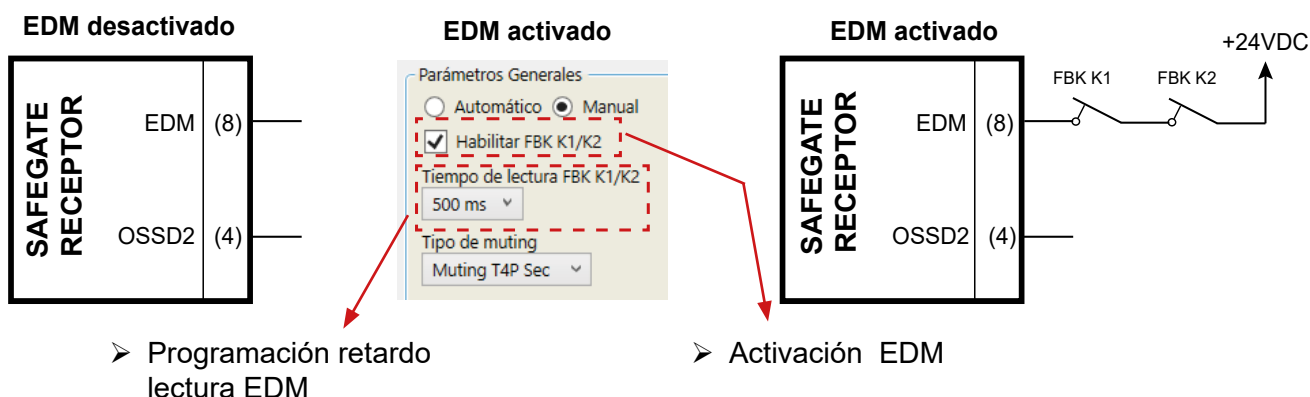 EDM desactivado
SAFEGATE
RECEPTOR
EDM (8)
OSSD2 (4)
EDM activado
Parámetros Generales
Automático Manual
Habilitar FBK K1/K2
Tiempo de lectura FBK K1/K2
500 ms
Tipo de muting
Muting T4P Sec
EDM activado
SAFEGATE
RECEPTOR
EDM (8)
OSSD2 (4)
FBK K1 FBK K2
+24VDC
➢ Programación retardo
lectura EDM
➢ Activación EDM